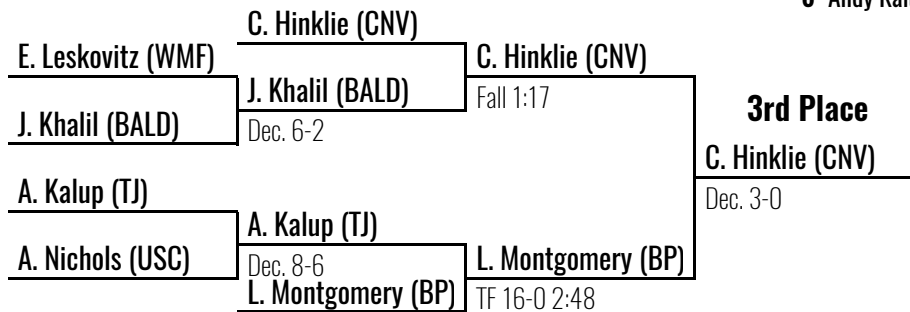 C. Hinklie (CNV)
E. Leskovitz (WMF)
C. Hinklie (CNV)
J. Khalil (BALD)
Fall 1:17
J. Khalil (BALD)
Dec. 6-2
3rd Place
C. Hinklie (CNV)
Dec. 3-0
A. Kalup (TJ)
A. Kalup (TJ)
A. Nichols (USC)
Dec. 8-6
L. Montgomery (BP)
L. Montgomery (BP)
TF 16-0 2:48